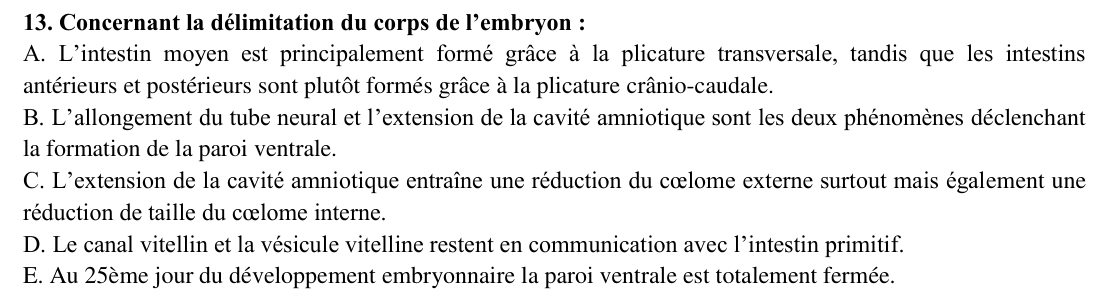 13. Concernant la délimitation du corps de l’embryon :
A. L’intestin moyen est principalement formé grâce à la plicature transversale, tandis que les intestins
antérieurs et postérieurs sont plutôt formés grâce à la plicature crânio-caudale.
B. L’allongement du tube neural et l’extension de la cavité amniotique sont les deux phénomènes déclenchant
la formation de la paroi ventrale.
C. L’extension de la cavité amniotique entraîne une réduction du cœlome externe surtout mais également une
réduction de taille du cœlome interne.
D. Le canal vitellin et la vésicule vitelline restent en communication avec l’intestin primitif.
E. Au 25ème jour du développement embryonnaire la paroi ventrale est totalement fermée.